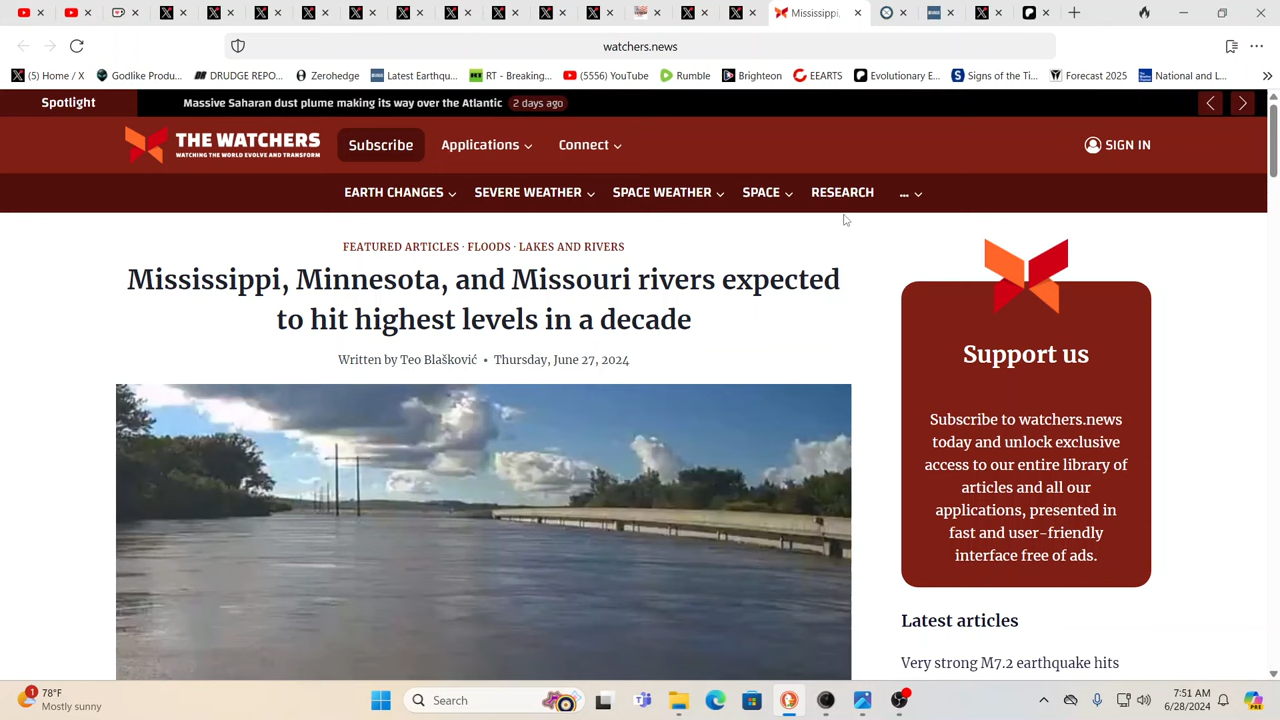 Mississippi,
watchers.news
(5) Home / X
Godlike Produ...
DRUDGE REPO...
Zerohedge
Latest Earthqu...
RT - Breaking...
(5556) YouTube
Rumble
Brighteon
EEARTS
Evolutionary E...
Signs of the Ti...
Forecast 2025
National and L...
Spotlight
Massive Saharan dust plume making its way over the Atlantic 2 days ago
THE WATCHERS
WATCHING THE WORLD EVOLVE AND TRANSFORM
Subscribe
Applications
Connect
SIGN IN
EARTH CHANGES
SEVERE WEATHER
SPACE WEATHER
SPACE
RESEARCH
...
FEATURED ARTICLES · FLOODS · LAKES AND RIVERS
Mississippi, Minnesota, and Missouri rivers expected
to hit highest levels in a decade
Written by Teo Blašković • Thursday, June 27, 2024
Support us
Subscribe to watchers.news
today and unlock exclusive
access to our entire library of
articles and all our
applications, presented in
fast and user-friendly
interface free of ads.
Latest articles
Very strong M7.2 earthquake hits
1
78°F
Mostly sunny
Search
7:51 AM
6/28/2024
PRE